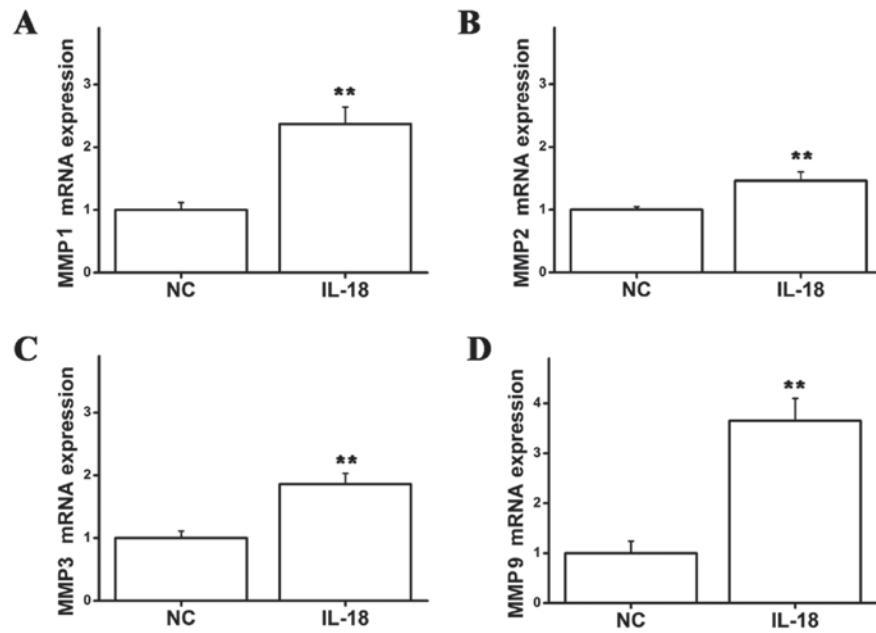 A
MMP1 mRNA expression
3
2
1
0
**
NC
IL-18
B
MMP2 mRNA expression
3
2
1
0
**
NC
IL-18
C
MMP3 mRNA expression
3
2
1
0
**
NC
IL-18
D
MMP9 mRNA expression
4
3
2
1
0
**
NC
IL-18